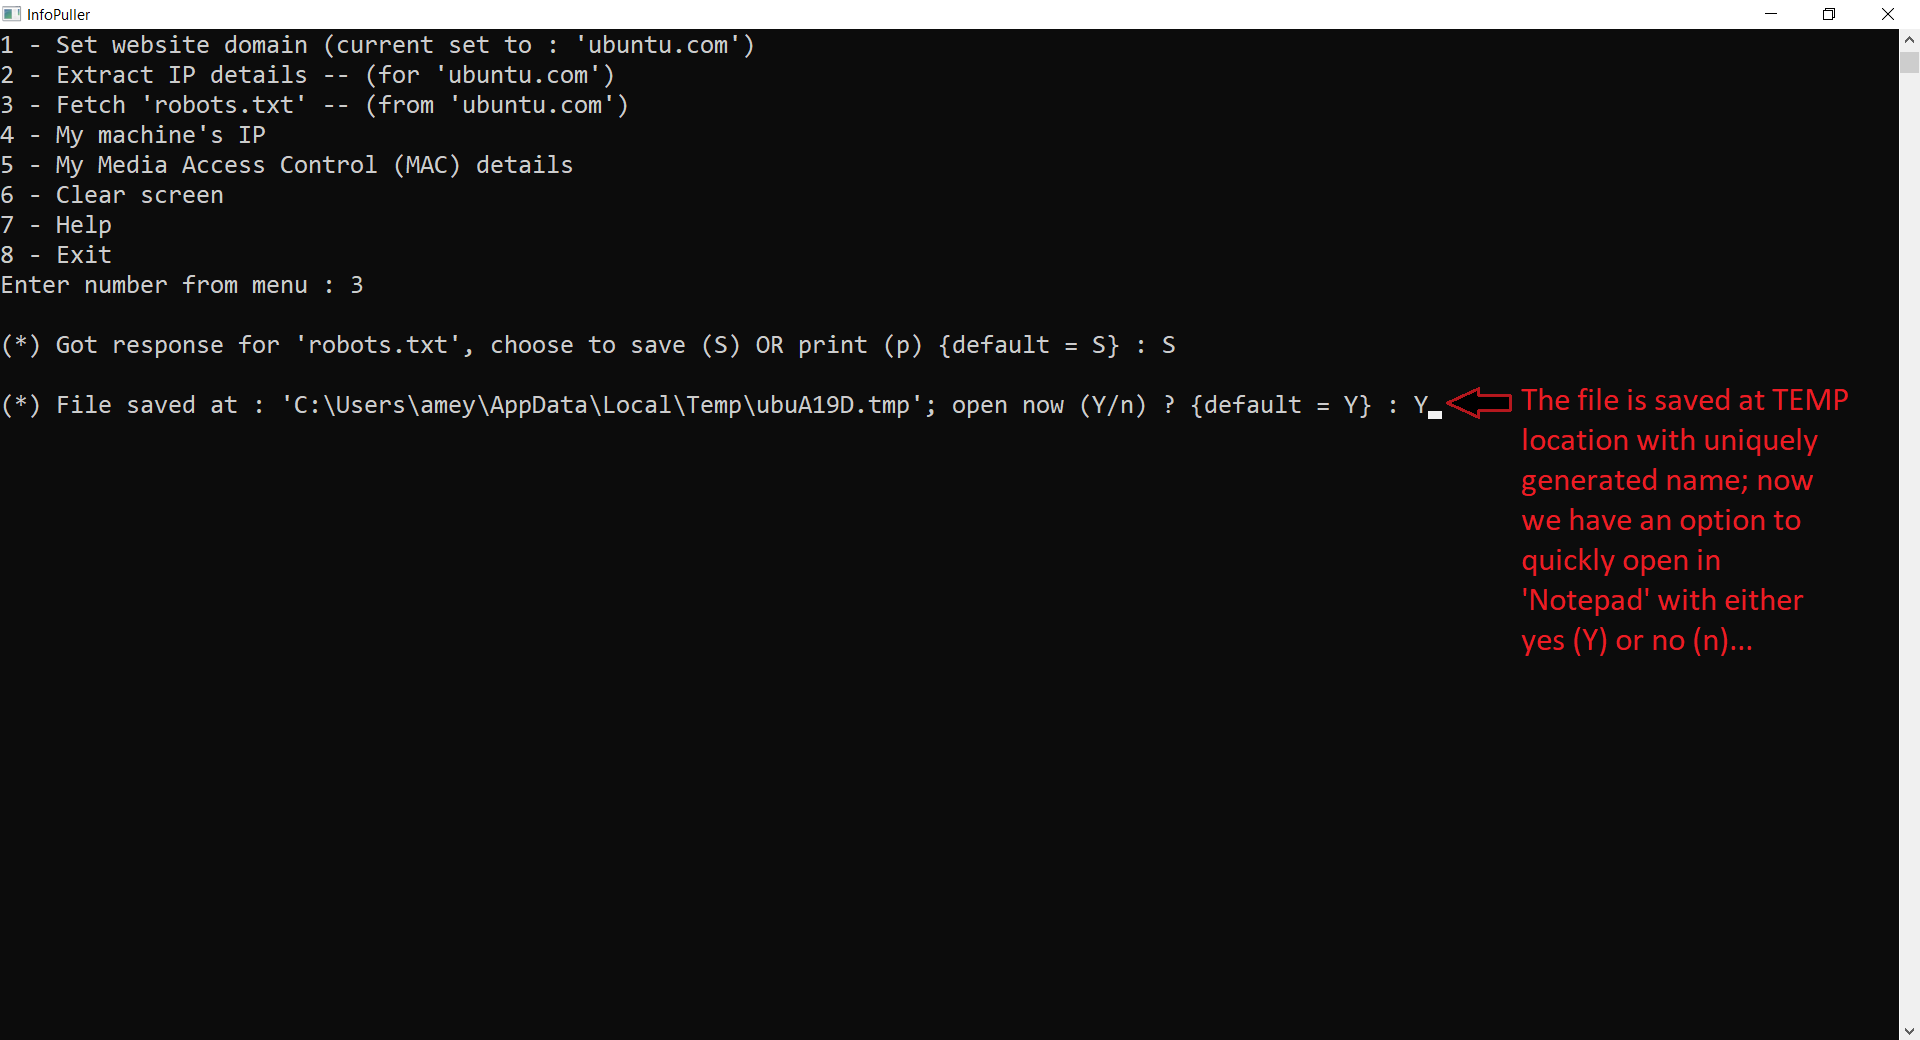 InfoPuller
1 - Set website domain (current set to : 'ubuntu.com')
2 - Extract IP details -- (for 'ubuntu.com')
3 - Fetch 'robots.txt' -- (from 'ubuntu.com')
4 - My machine's IP
5 - My Media Access Control (MAC) details
6 - Clear screen
7 - Help
8 - Exit
Enter number from menu : 3
(*) Got response for 'robots.txt', choose to save (S) OR print (p) {default = S} : S
(*) File saved at : 'C:\Users\amey\AppData\Local\Temp\ubuA19D.tmp'; open now (Y/n) ? {default = Y} : Y
The file is saved at TEMP
location with uniquely
generated name; now
we have an option to
quickly open in
'Notepad' with either
yes (Y) or no (n)...